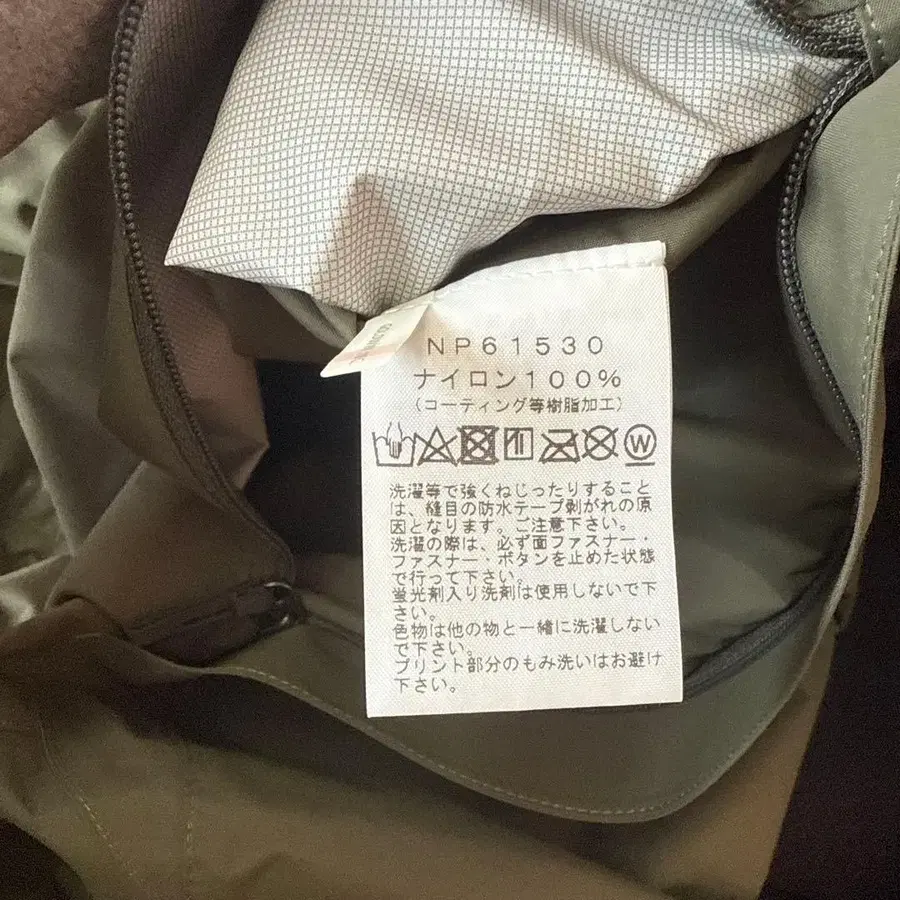 NP61530
ナイロン100%
(コーティング等樹脂加工)
W
洗濯等で強くねじったりすること
は、縫目の防水テープ剥がれの原
因となります。ご注意下さい。
洗濯の際は、必ず面ファスナー・
ファスナー・ボタンを止めた状態
で行って下さい。
蛍光剤入り洗剤は使用しないで下
さい。
色物は他の物と一緒に洗濯しない
で下さい。
プリント部分のもみ洗いはお避け
下さい。